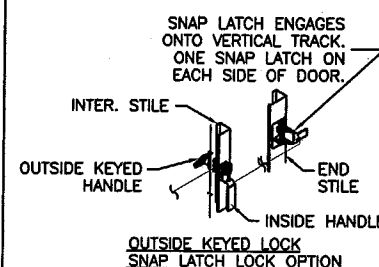 SNAP LATCH ENGAGES
ONTO VERTICAL TRACK.
ONE SNAP LATCH ON
EACH SIDE OF DOOR.
INTER. STILE
OUTSIDE KEYED
HANDLE
END
STILE
INSIDE HANDLE
OUTSIDE KEYED LOCK
SNAP LATCH LOCK OPTION